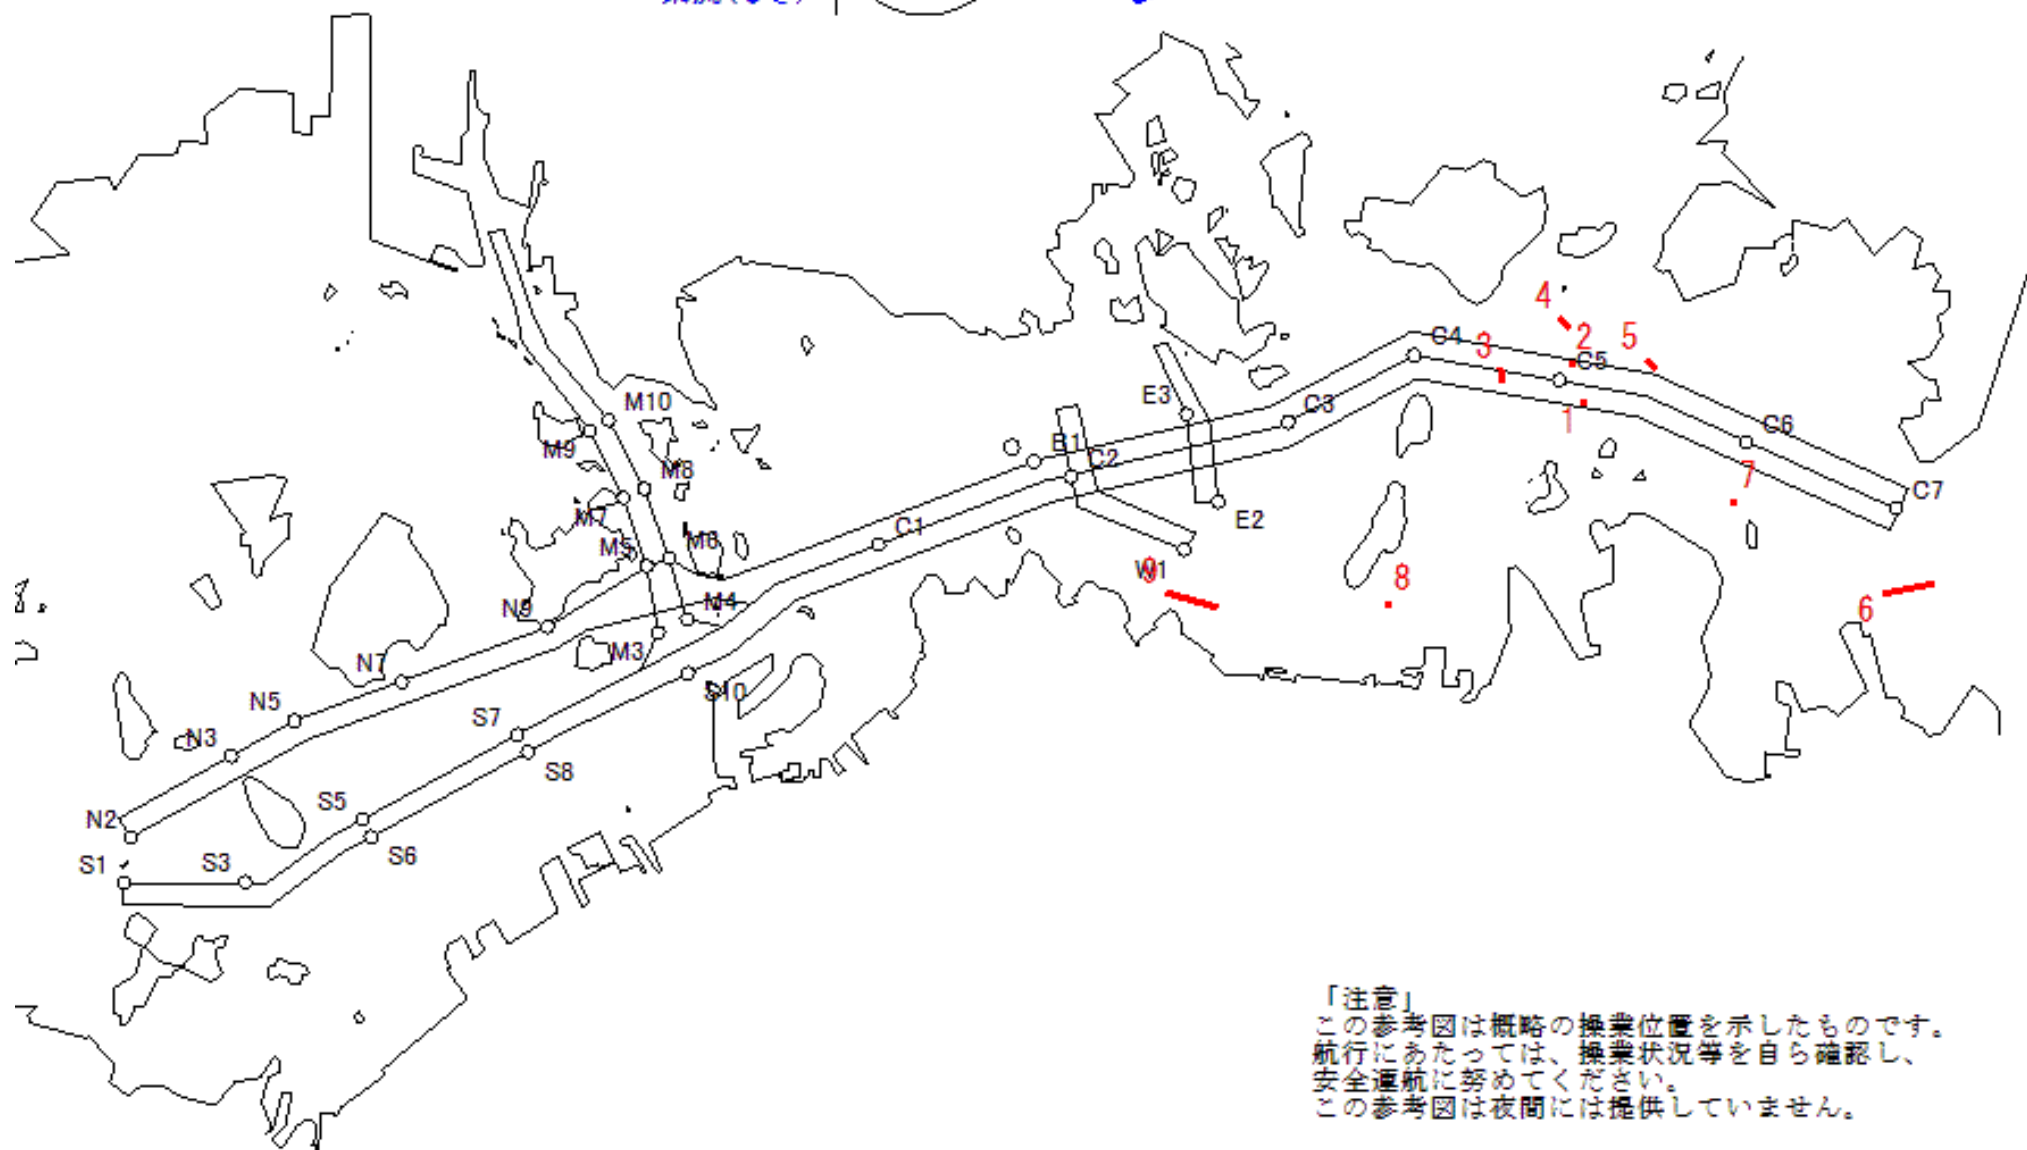 C4
4
3
2
5
C5
1
C6
7
C7
6
8
E3
C3
B1
C2
E2
W1
9
C1
M10
M9
M8
M7
M6
M5
M4
M3
N9
N7
N5
N3
N2
S10
S7
S8
S5
S6
S3
S1
「注意」
この参考図は概略の操業位置を示したものです。
航行にあたっては、操業状況等を自ら確認し、
安全運航に努めてください。
この参考図は夜間には提供していません。